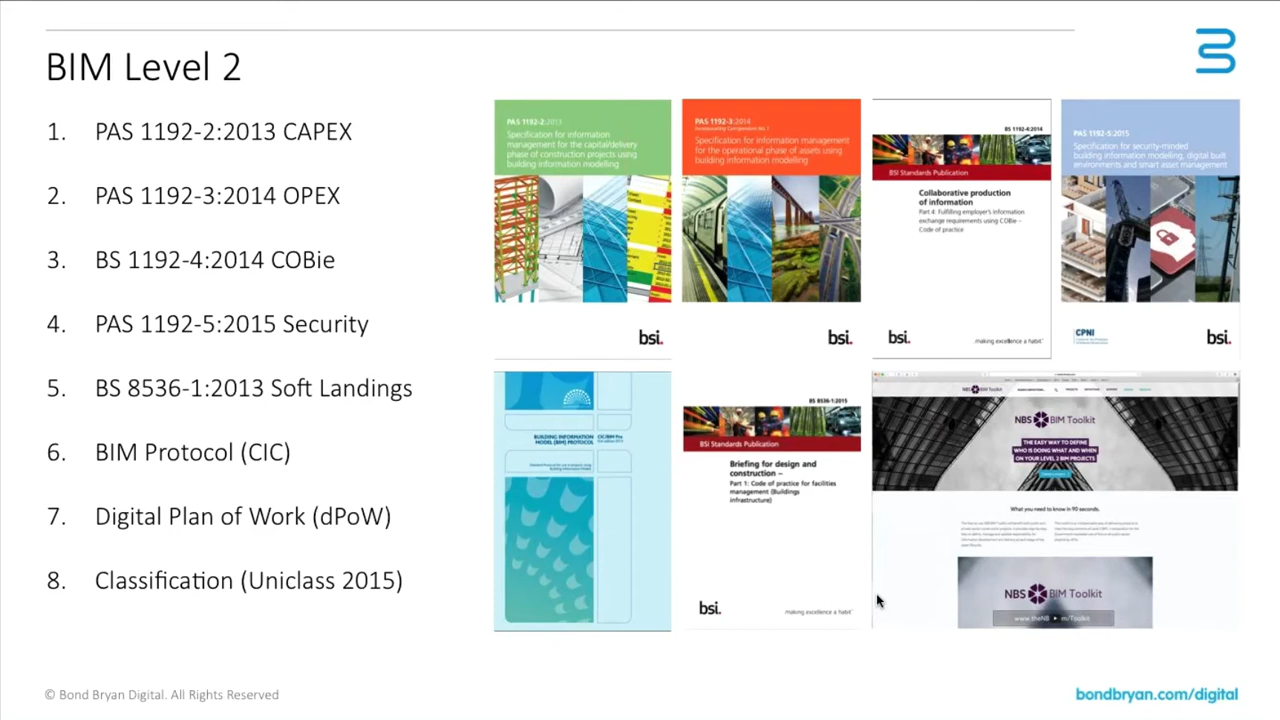 BIM Level 2
1. PAS 1192-2:2013 CAPEX
2. PAS 1192-3:2014 OPEX
3. BS 1192-4:2014 COBie
4. PAS 1192-5:2015 Security
5. BS 8536-1:2013 Soft Landings
6. BIM Protocol (CIC)
7. Digital Plan of Work (dPoW)
8. Classification (Uniclass 2015)
PAS 1192-2:2013
Specification for information
management for the capital/delivery
phase of construction projects using
building information modelling
bsi.
PAS 1192-3:2014
Incorporating Corrigendum No. 1
Specification for information management
for the operational phase of assets using
building information modelling
bsi.
BS 1192-4:2014
BSI Standards Publication
Collaborative production
of information
Part 4: Fulfilling employer's information
exchange requirements using COBie –
Code of practice
bsi.
making excellence a habit.
PAS 1192-5:2015
Specification for security-minded
building information modelling, digital built
environments and smart asset management
CPNI
bsi.
BUILDING INFORMATION
MODEL (BIM) PROTOCOL
CIC/BIM Pro
BS 8536-1:2015
BSI Standards Publication
Briefing for design and
construction –
Part 1: Code of practice for facilities
management (Buildings
infrastructure)
bsi.
making excellence a habit.
NBS BIM Toolkit
NBS BIM Toolkit
THE EASY WAY TO DEFINE
WHO IS DOING WHAT AND WHEN
ON YOUR LEVEL 2 BIM PROJECTS
What you need to know in 90 seconds.
NBS BIM Toolkit
© Bond Bryan Digital. All Rights Reserved
bondbryan.com/digital